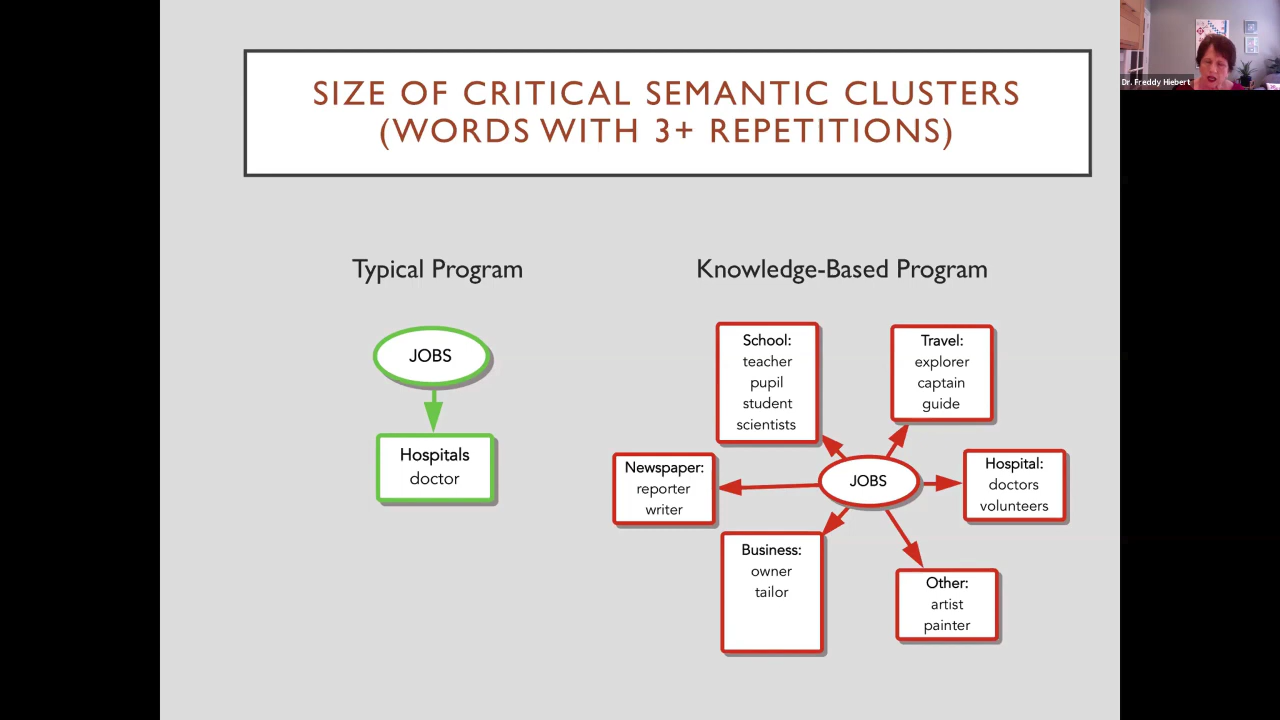 SIZE OF CRITICAL SEMANTIC CLUSTERS
(WORDS WITH 3+ REPETITIONS)
Dr. Freddy Hiebert
Typical Program
JOBS
Hospitals
doctor
Knowledge-Based Program
School:
teacher
pupil
student
scientists
Travel:
explorer
captain
guide
Newspaper:
reporter
writer
JOBS
Hospital:
doctors
volunteers
Business:
owner
tailor
Other:
artist
painter